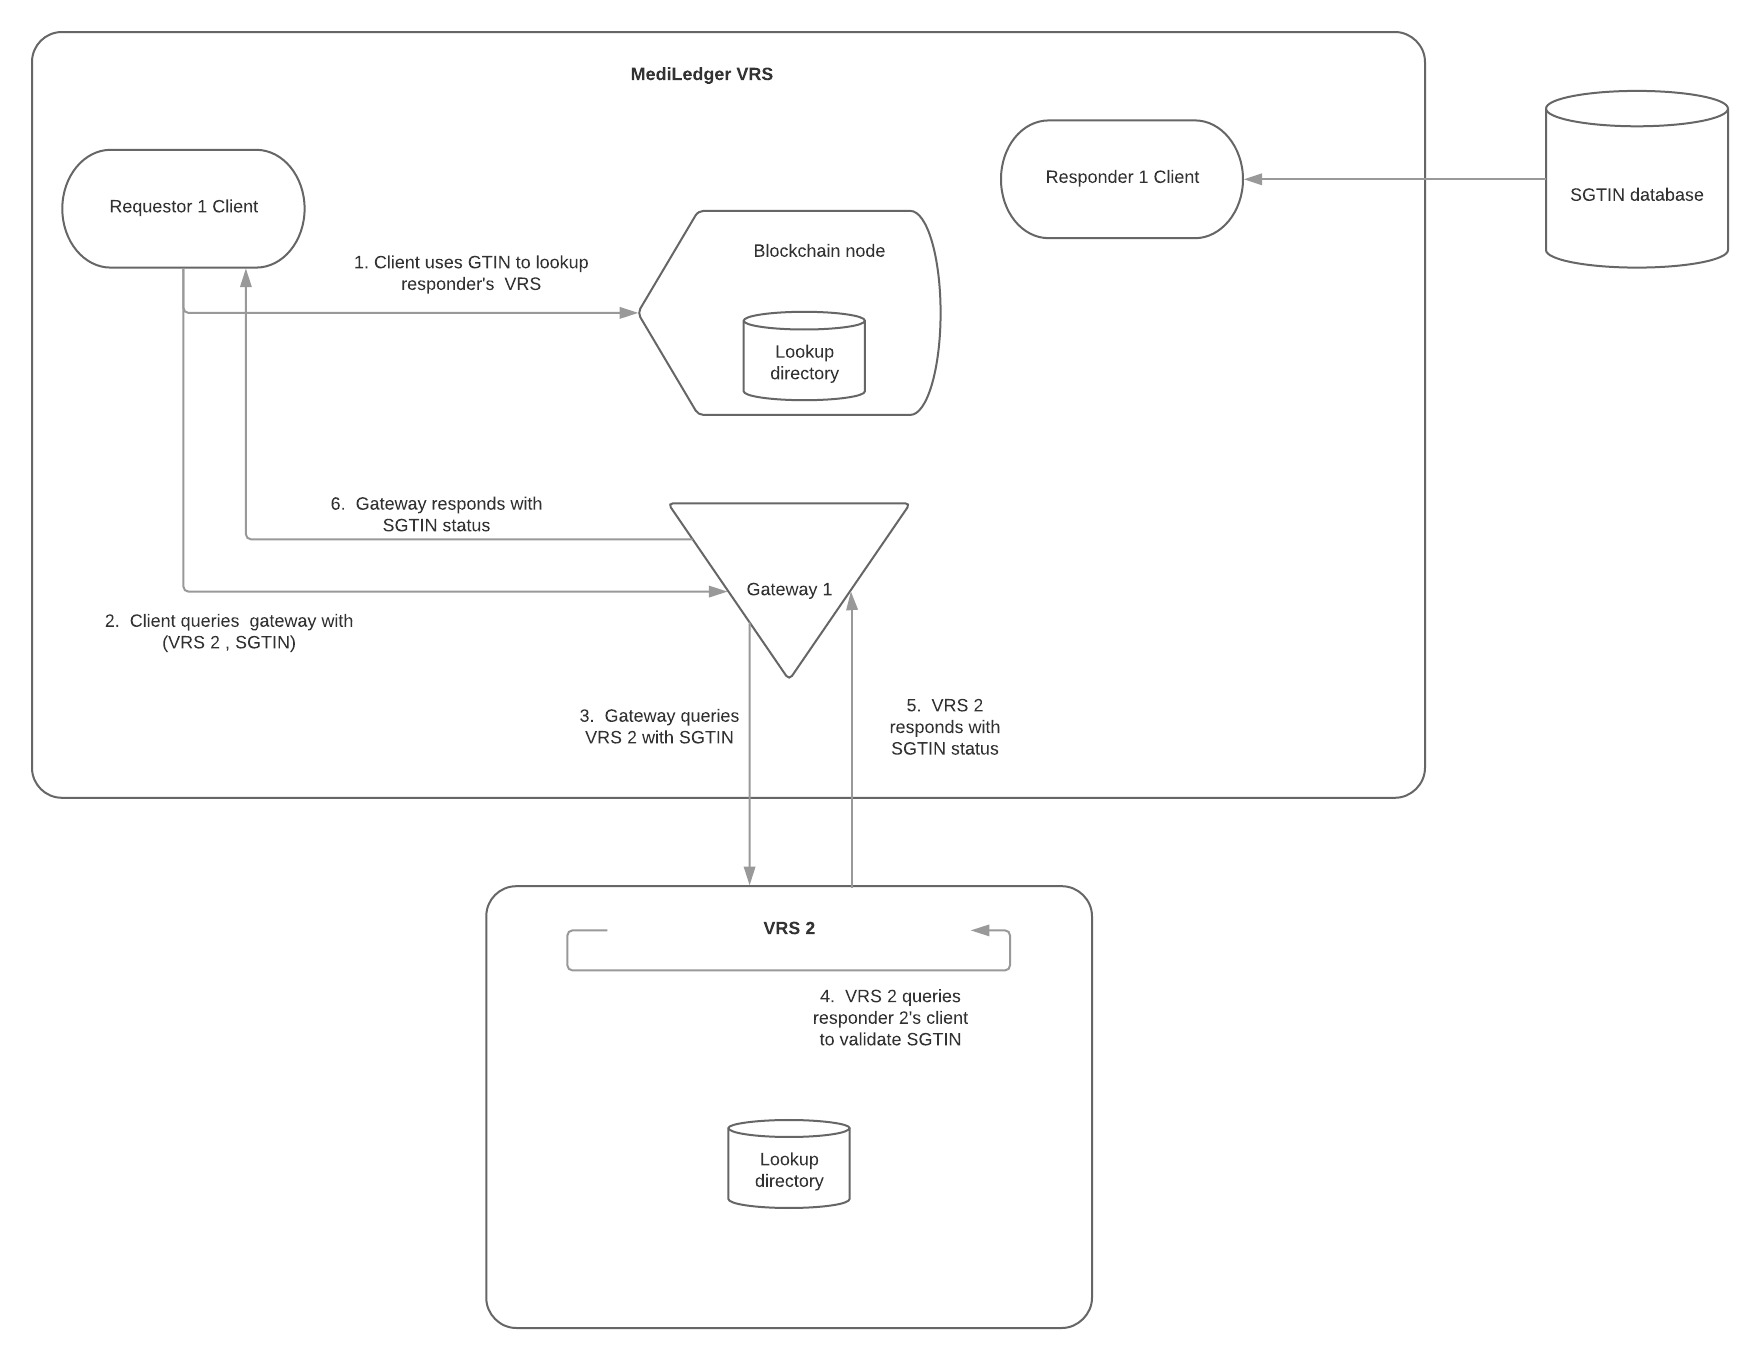 MediLedger VRS
Requestor 1 Client
Responder 1 Client
SGTIN database
Blockchain node
1. Client uses GTIN to lookup
responder's  VRS
Lookup
directory
6.  Gateway responds with
SGTIN status
Gateway 1
2.  Client queries  gateway with
(VRS 2 , SGTIN)
3.  Gateway queries
VRS 2 with SGTIN
5.  VRS 2
responds with
SGTIN status
VRS 2
4.  VRS 2 queries
responder 2's client
to validate SGTIN
Lookup
directory